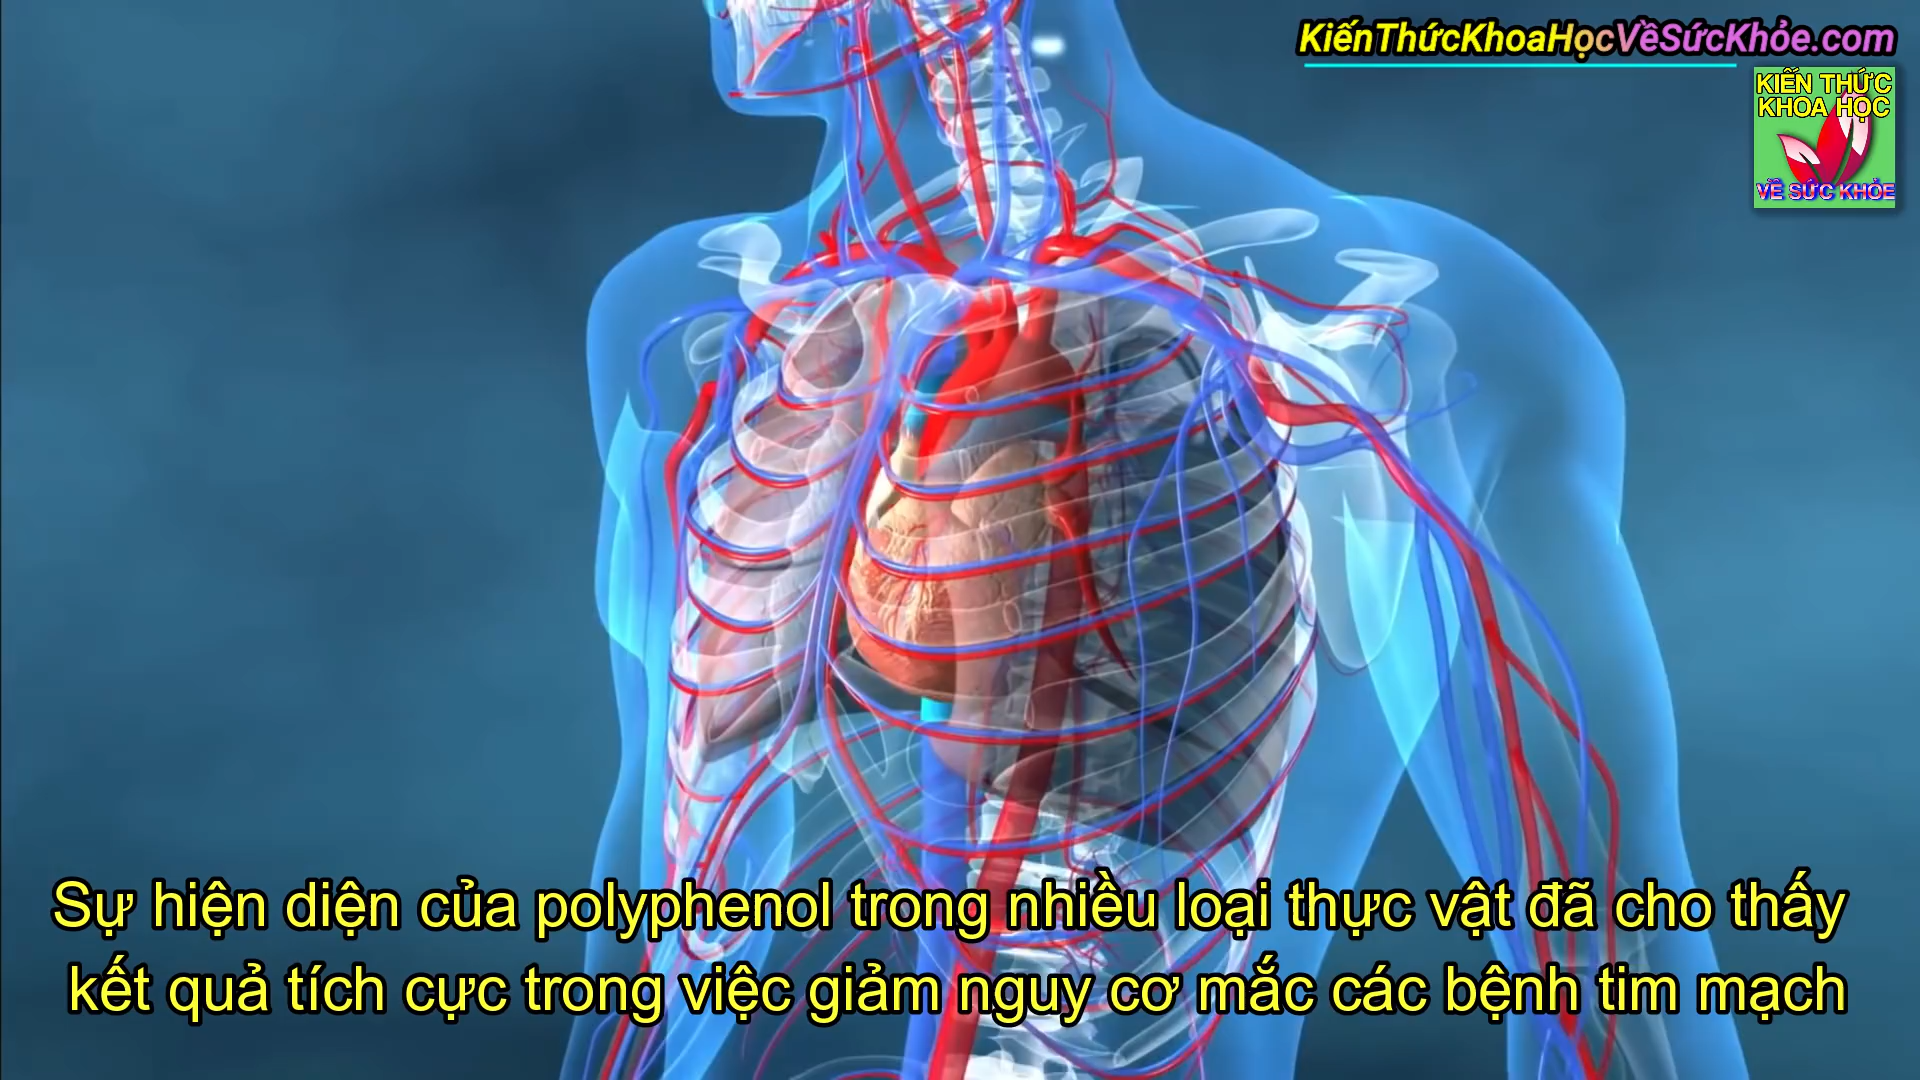 KiếnThứcKhoaHọcVềSứcKhỏe.com
KIẾN THỨC
KHOA HỌC
VỀ SỨC KHỎE
Sự hiện diện của polyphenol trong nhiều loại thực vật đã cho thấy
kết quả tích cực trong việc giảm nguy cơ mắc các bệnh tim mạch